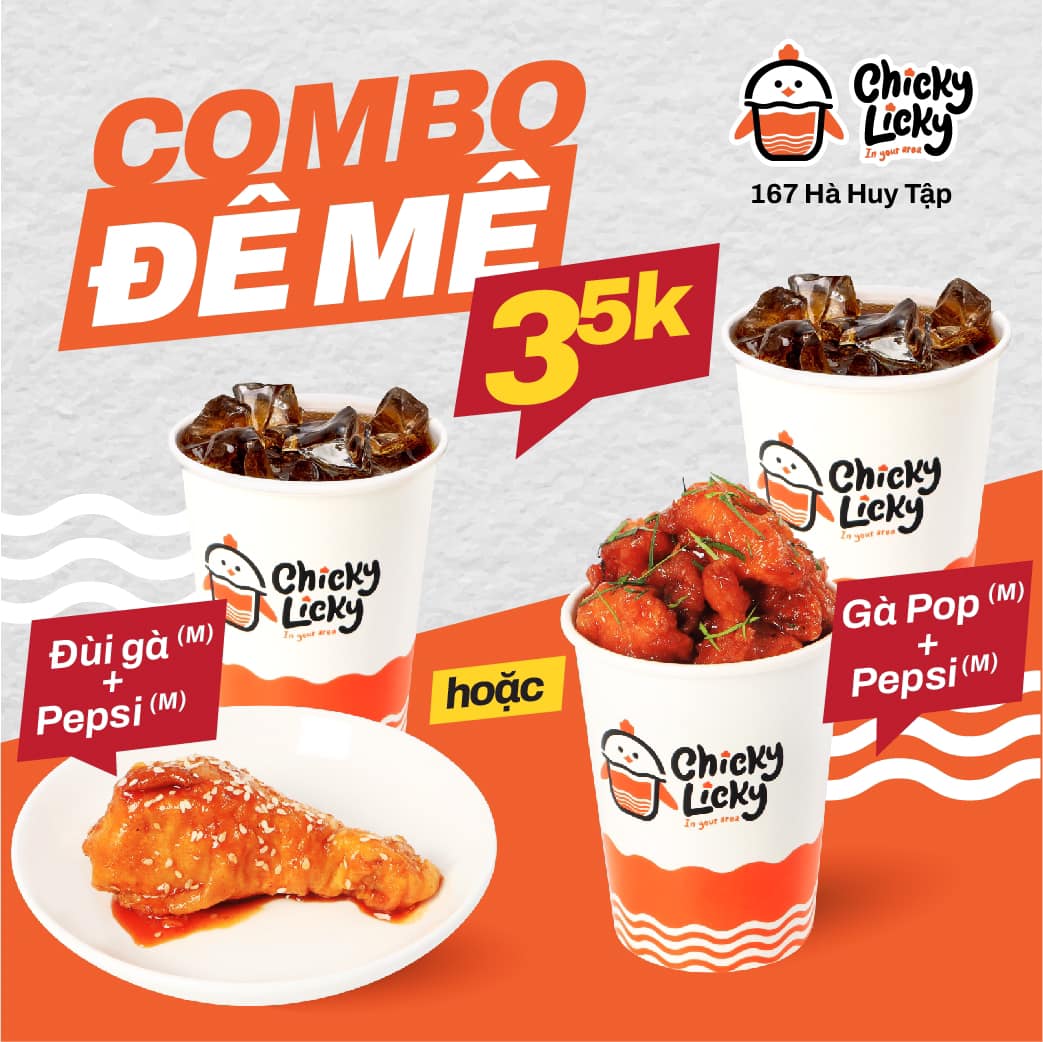 COMBO
ĐÊ MÊ
35k
Chicky
Licky
In your area
167 Hà Huy Tập
Chicky
Licky
In your area
Chicky
Licky
In your area
Đùi gà (M)
+
Pepsi (M)
hoặc
Gà Pop (M)
+
Pepsi (M)
Chicky
Licky
In your area